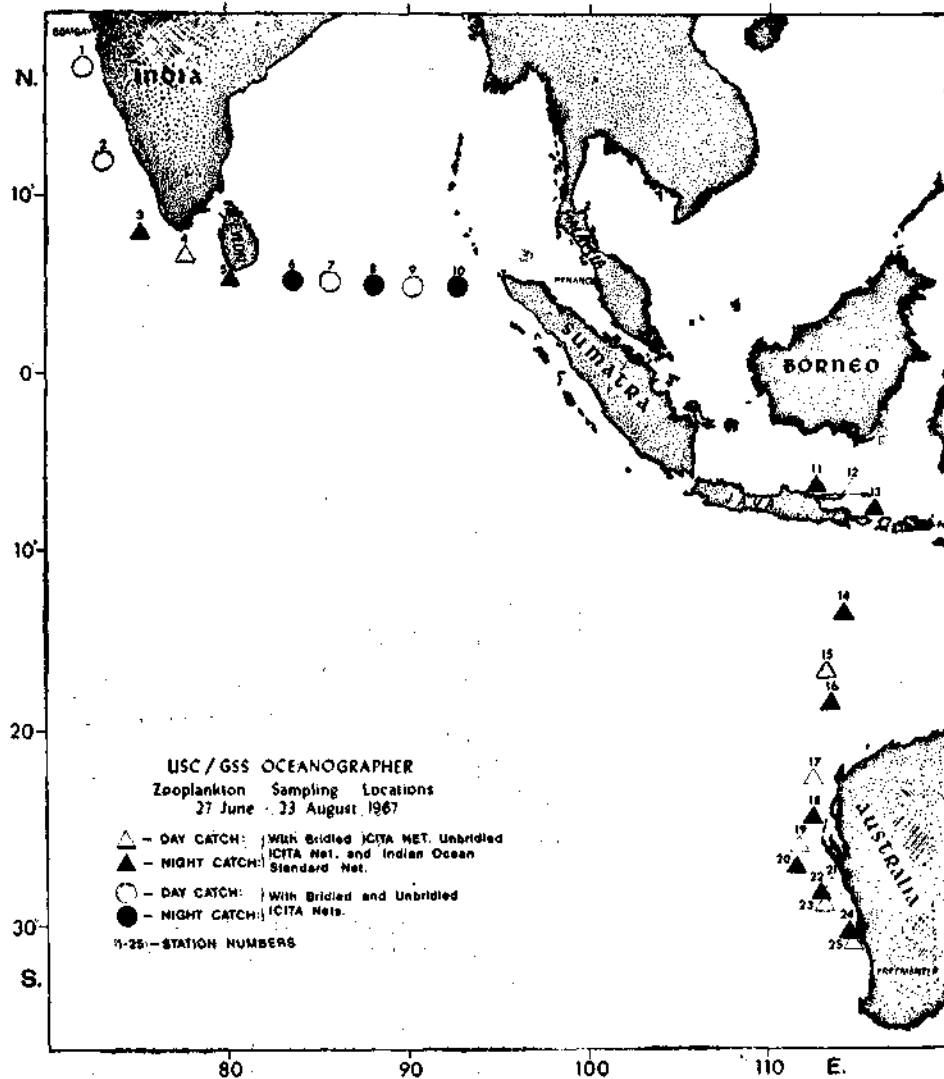 BOMBAY
1
INDIA
N.
2
10°
3
4
5
6
7
8
9
10
PENANG
SUMATRA
BORNEO
0
11
12
13
JAVA
10°
14
15
16
20
USC/GSS OCEANOGRAPHER
Zooplankton Sampling Locations
27 June - 23 August 1967
17
18
AUSTRALIA
△ – DAY CATCH: With Bridled ICITA NET, Unbridled
ICITA Net, and Indian Ocean
▲ – NIGHT CATCH: Standard Net.
19
20
21
22
23
○ – DAY CATCH: With Bridled and Unbridled
● – NIGHT CATCH: ICITA Nets.
24
25
30°
(1-25) – STATION NUMBERS
FREEMANTLE
S.
80
90
100
110
E.